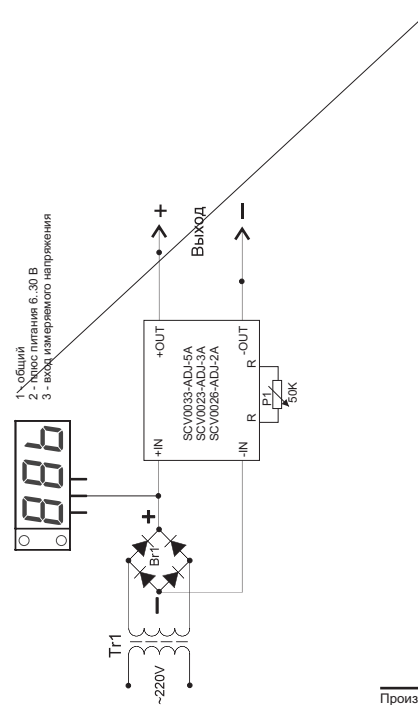 1 - общий
2 - плюс питания 6..30 В
3 - вход измеряемого напряжения
888
+
Выход
−
+IN
+OUT
SCV0033-ADJ-5A
SCV0023-ADJ-3A
SCV0026-ADJ-2A
-IN
-OUT
R
R
P1
50K
+
Br1
−
Tr1
~220V
Произ